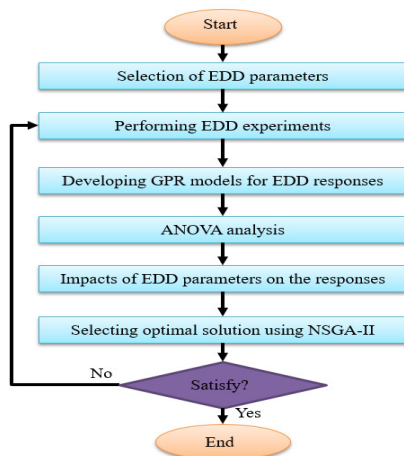 Start
Selection of EDD parameters
Performing EDD experiments
Developing GPR models for EDD responses
ANOVA analysis
Impacts of EDD parameters on the responses
Selecting optimal solution using NSGA-II
No
Satisfy?
Yes
End